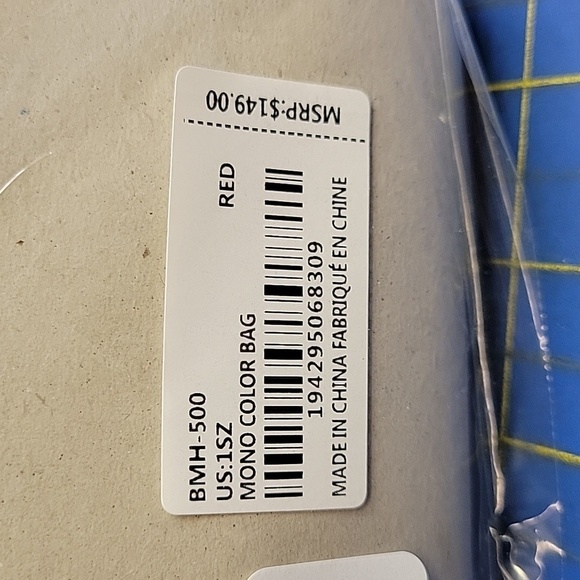 BMH-500
US:1SZ RED
MONO COLOR BAG
194295068309
MADE IN CHINA FABRIQUÉ EN CHINE
MSRP:$149.00